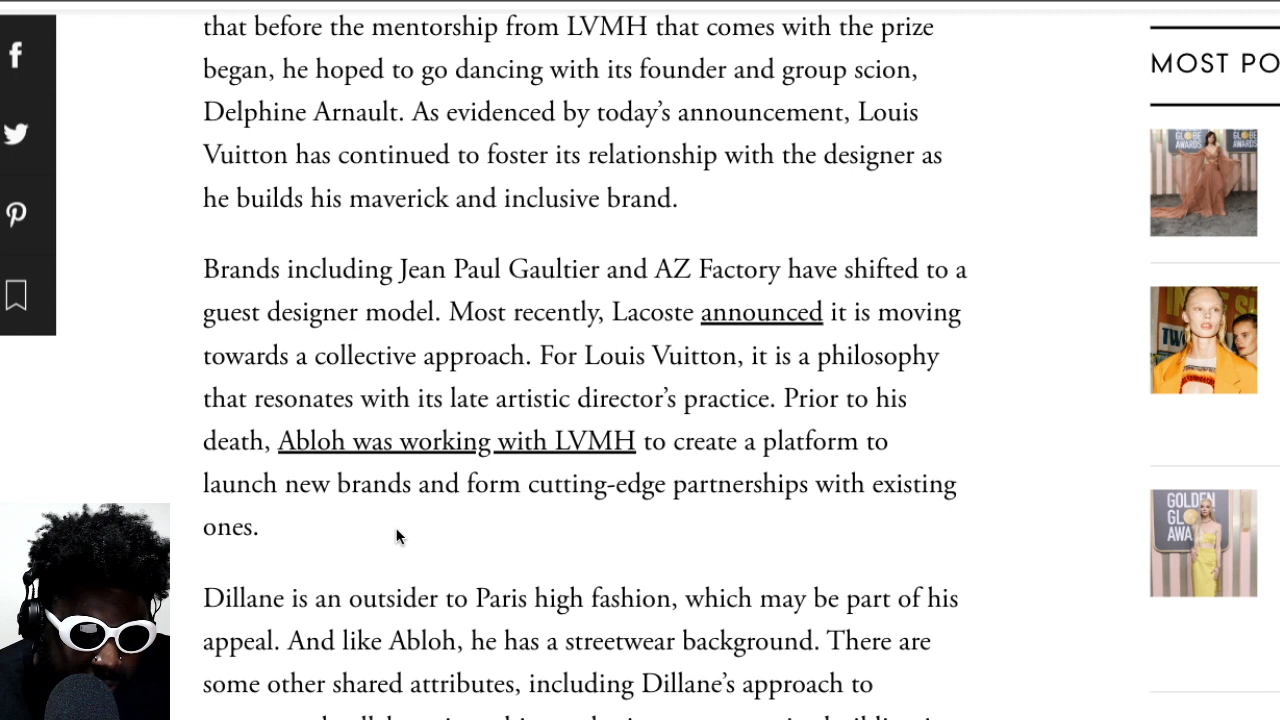 that before the mentorship from LVMH that comes with the prize
began, he hoped to go dancing with its founder and group scion,
Delphine Arnault. As evidenced by today’s announcement, Louis
Vuitton has continued to foster its relationship with the designer as
he builds his maverick and inclusive brand.
Brands including Jean Paul Gaultier and AZ Factory have shifted to a
guest designer model. Most recently, Lacoste announced it is moving
towards a collective approach. For Louis Vuitton, it is a philosophy
that resonates with its late artistic director’s practice. Prior to his
death, Abloh was working with LVMH to create a platform to
launch new brands and form cutting-edge partnerships with existing
ones.
Dillane is an outsider to Paris high fashion, which may be part of his
appeal. And like Abloh, he has a streetwear background. There are
some other shared attributes, including Dillane’s approach to
MOST PO
GLOBE
AWARDS
AWARDS
GOLDEN
AWA